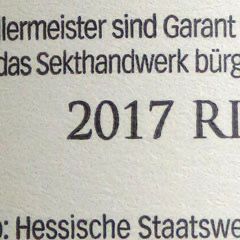 llermeister sind Garant
das Sekthandwerk bürg
2017 RI
: Hessische Staatswe